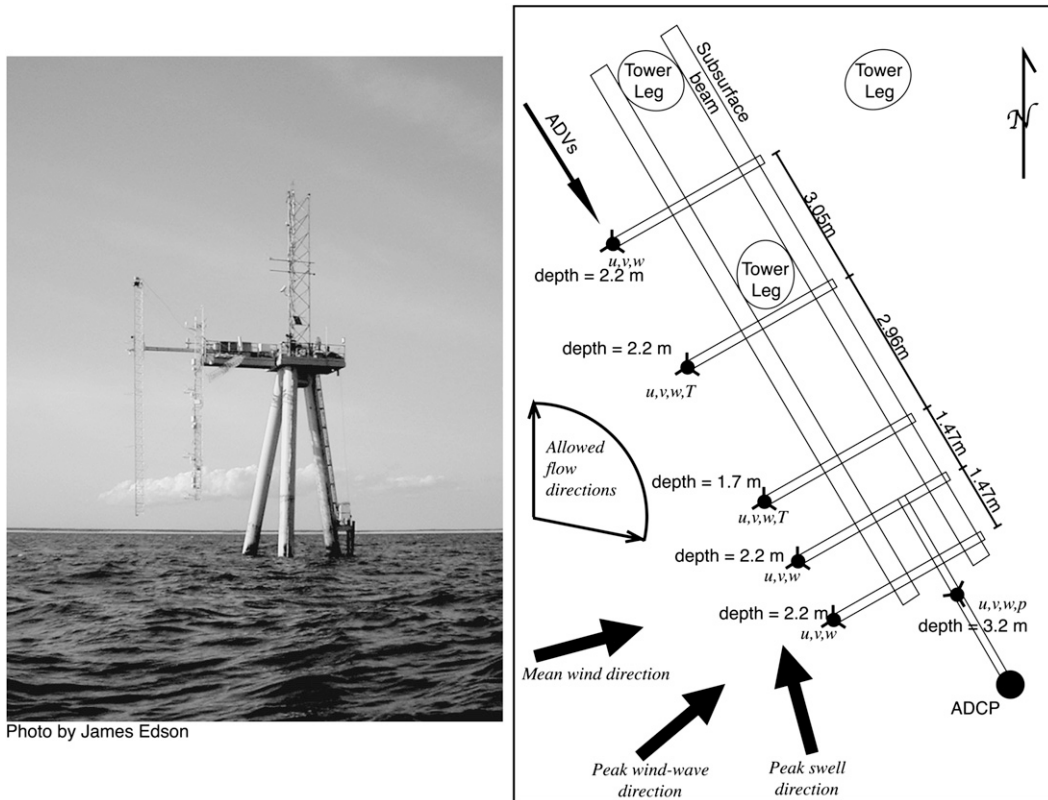 Photo by James Edson
Tower
Leg
Subsurface
beam
Tower
Leg
N
ADVs
3.05m
u,v,w
depth = 2.2 m
Tower
Leg
2.96m
depth = 2.2 m
u,v,w,T
1.47m
Allowed
flow
directions
depth = 1.7 m
u,v,w,T
1.47m
depth = 2.2 m
u,v,w
depth = 2.2 m
u,v,w
u,v,w,p
depth = 3.2 m
Mean wind direction
ADCP
Peak wind-wave
direction
Peak swell
direction